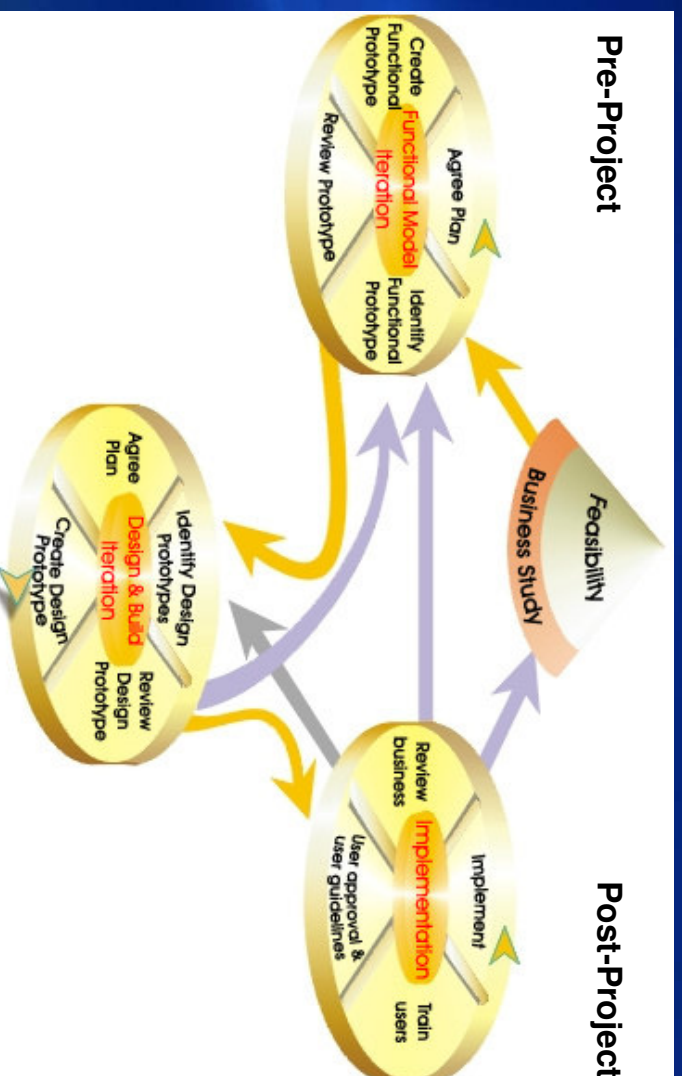 Pre-Project
Post-Project
Feasibility
Business Study
Functional Model
Iteration
Agree Plan
Identify
Functional
Prototype
Review Prototype
Create
Functional
Prototype
Design & Build
Iteration
Identify Design
Prototypes
Review
Design
Prototype
Create Design
Prototype
Agree
Plan
Implementation
Implement
Train
users
User approval &
user guidelines
Review
business